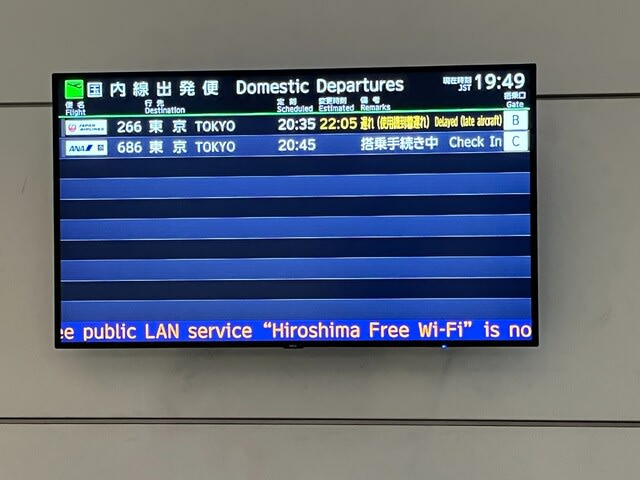 国内線出発便 Domestic Departures 現在時刻 JST 19:49
便名 行先 定刻 変更時刻 備考 搭乗口
Flight Destination Scheduled Estimated Remarks Gate
JAPAN AIRLINES 266 東京 TOKYO 20:35 22:05 遅れ (使用機到着遅れ) Delayed (late aircraft) B
ANA 686 東京 TOKYO 20:45 搭乗手続き中 Check In C
ee public LAN service “Hiroshima Free Wi-Fi” is no